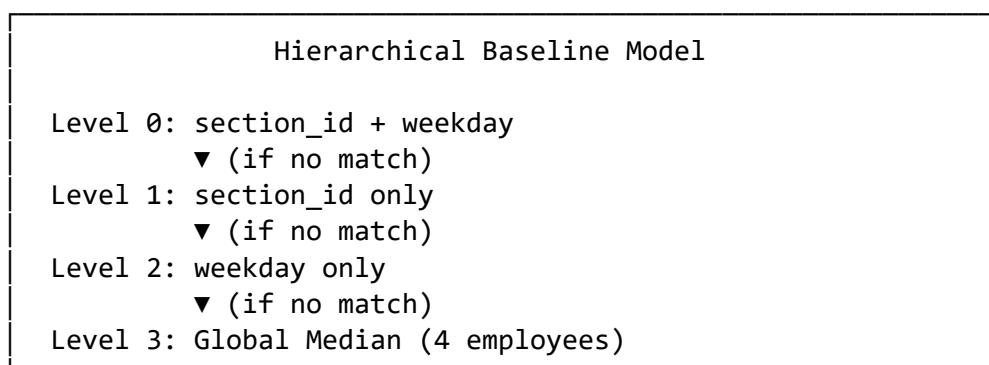 Hierarchical Baseline Model
Level 0: section_id + weekday
▼ (if no match)
Level 1: section_id only
▼ (if no match)
Level 2: weekday only
▼ (if no match)
Level 3: Global Median (4 employees)